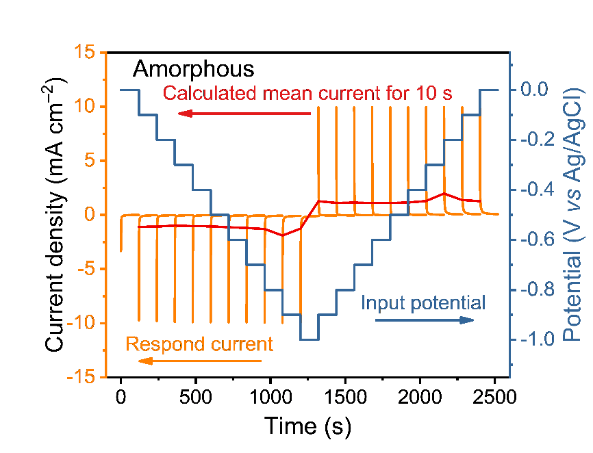 Amorphous
Calculated mean current for 10 s
Respond current
Input potential
Current density (mA cm−2)
15
10
5
0
-5
-10
-15
0.0
-0.2
-0.4
-0.6
-0.8
-1.0
Potential (V vs Ag/AgCl)
0 500 1000 1500 2000 2500
Time (s)